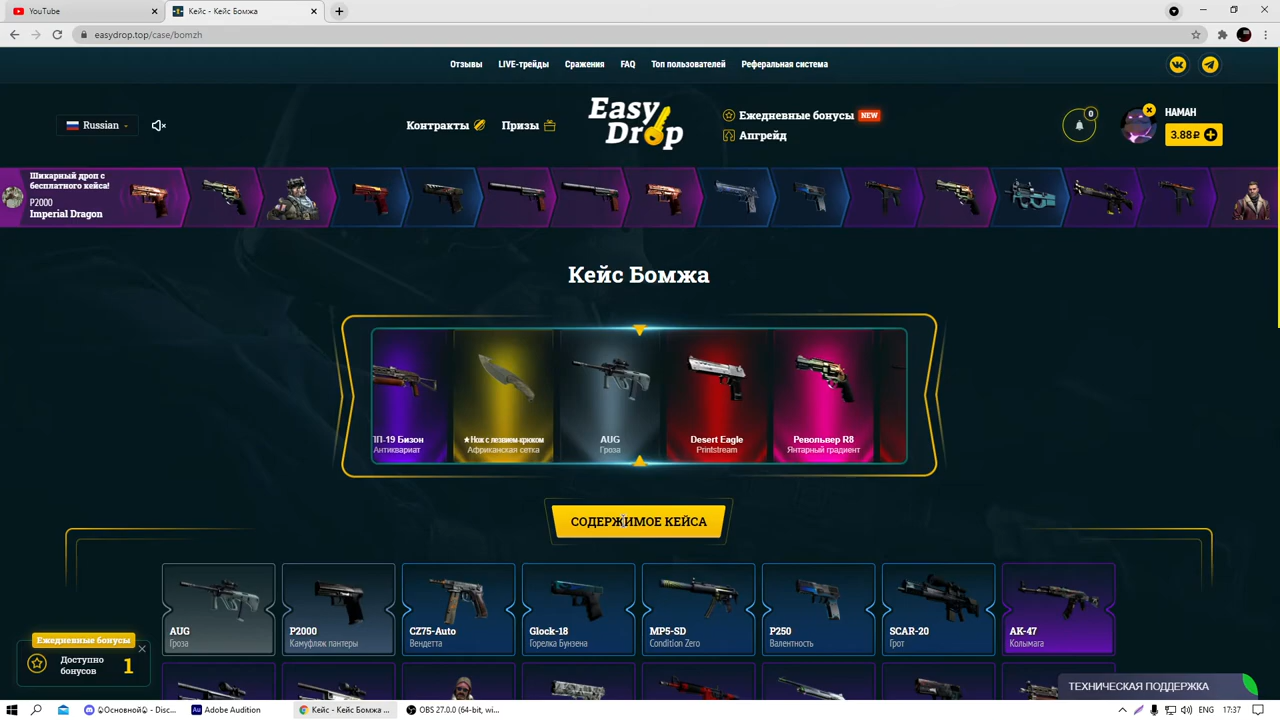 YouTube
Кейс - Кейс Бомжа
easydrop.top/case/bomzh
Отзывы
LIVE-трейды
Сражения
FAQ
Топ пользователей
Реферальная система
Russian
Контракты
Призы
Easy
Drop
Ежедневные бонусы
NEW
Апгрейд
0
НАМАН
3.88₽
Шикарный дроп с
бесплатного кейса!
P2000
Imperial Dragon
Кейс Бомжа
ПП-19 Бизон
Антиквариат
★Нож с лезвием-крюком
Африканская сетка
AUG
Гроза
Desert Eagle
Printstream
Револьвер R8
Янтарный градиент
СОДЕРЖИМОЕ КЕЙСА
AUG
Гроза
P2000
Камуфляж пантеры
CZ75-Auto
Вендетта
Glock-18
Горелка Бунзена
MP5-SD
Condition Zero
P250
Валентность
SCAR-20
Грот
AK-47
Колымага
Ежедневные бонусы
Доступно
бонусов
1
ТЕХНИЧЕСКАЯ ПОДДЕРЖКА
Основной - Disc...
Adobe Audition
Кейс - Кейс Бомжа ...
OBS 27.0.0 (64-bit, wi...
ENG
17:37